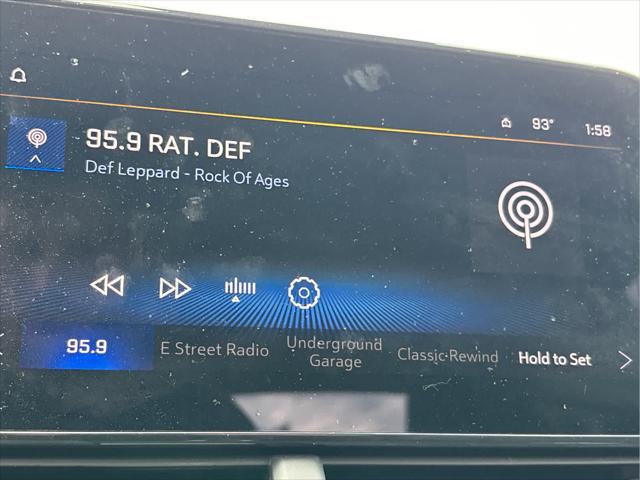 93° 1:58
95.9 RAT. DEF
Def Leppard - Rock Of Ages
95.9 E Street Radio Underground Garage Classic Rewind Hold to Set